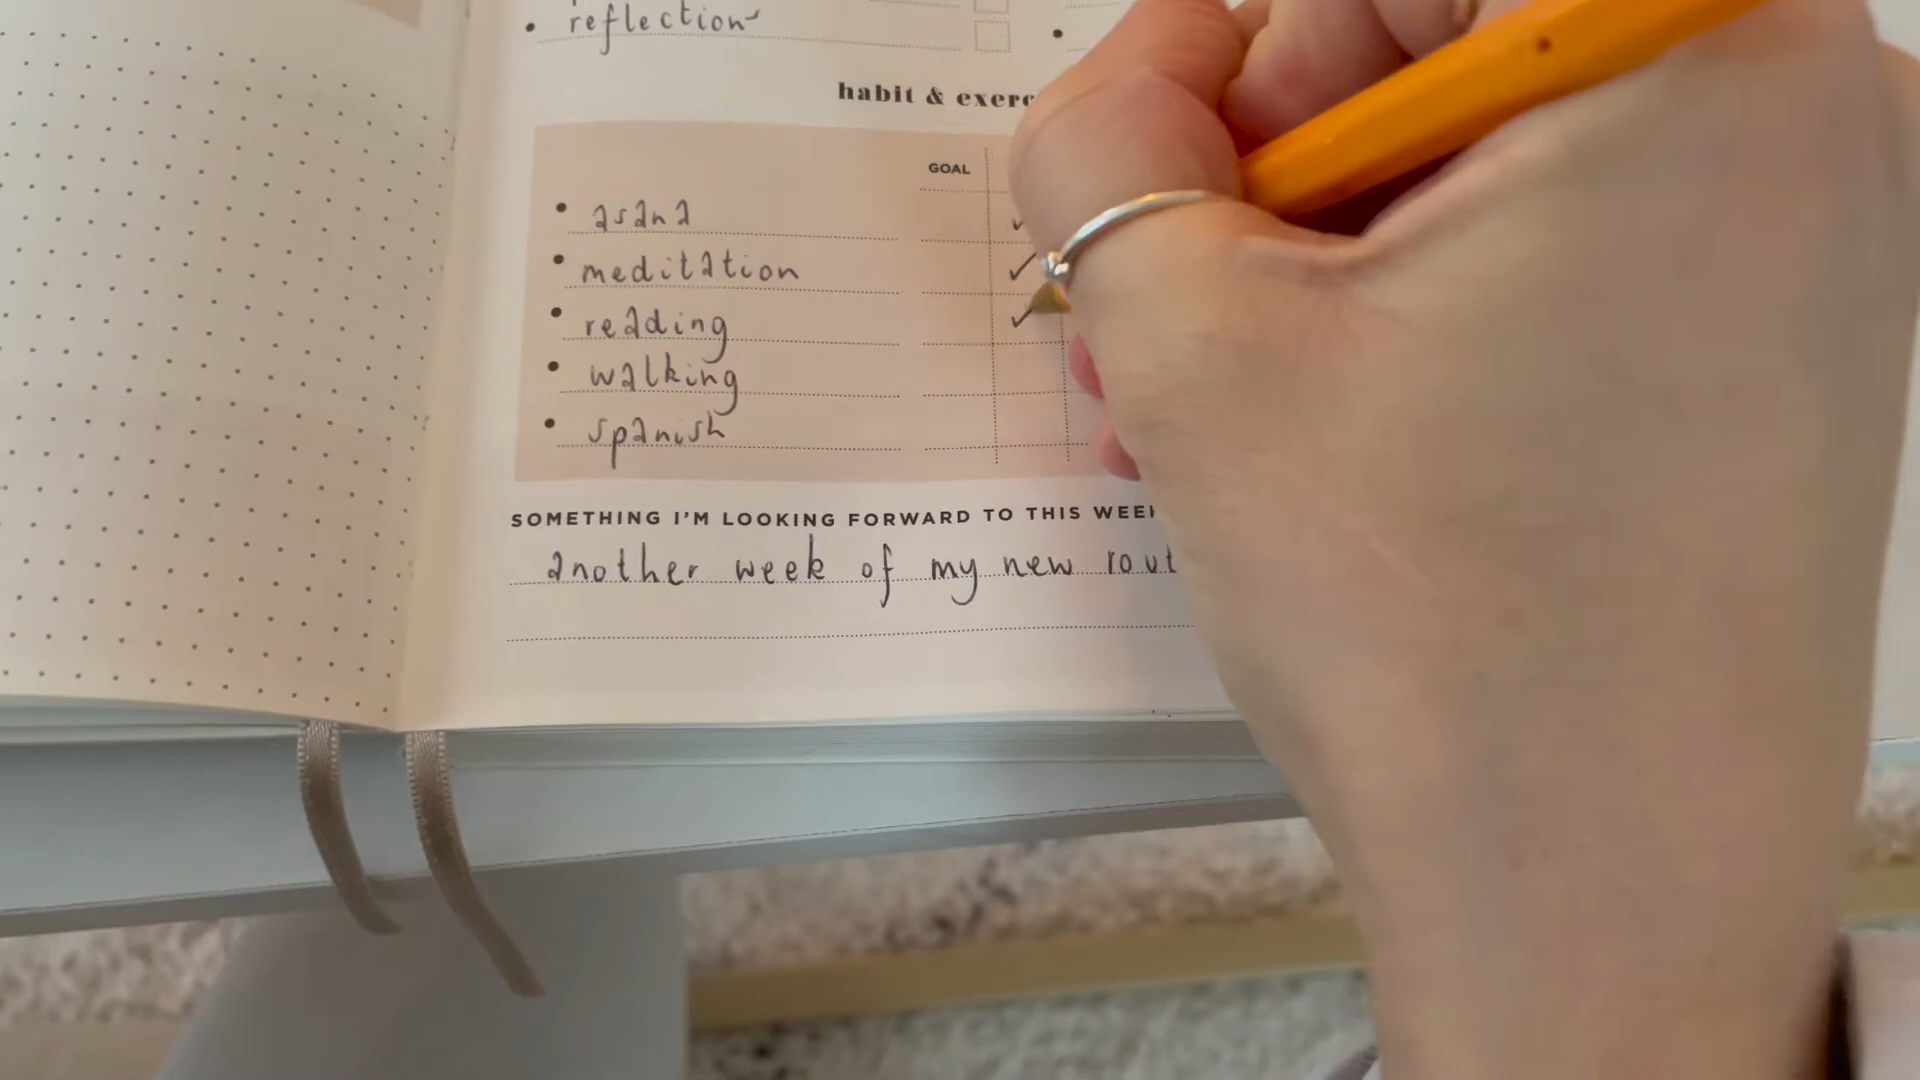 reflection
habit & exerc
GOAL
asana
meditation
reading
walking
spanish
SOMETHING I'M LOOKING FORWARD TO THIS WEEK
another week of my new rout